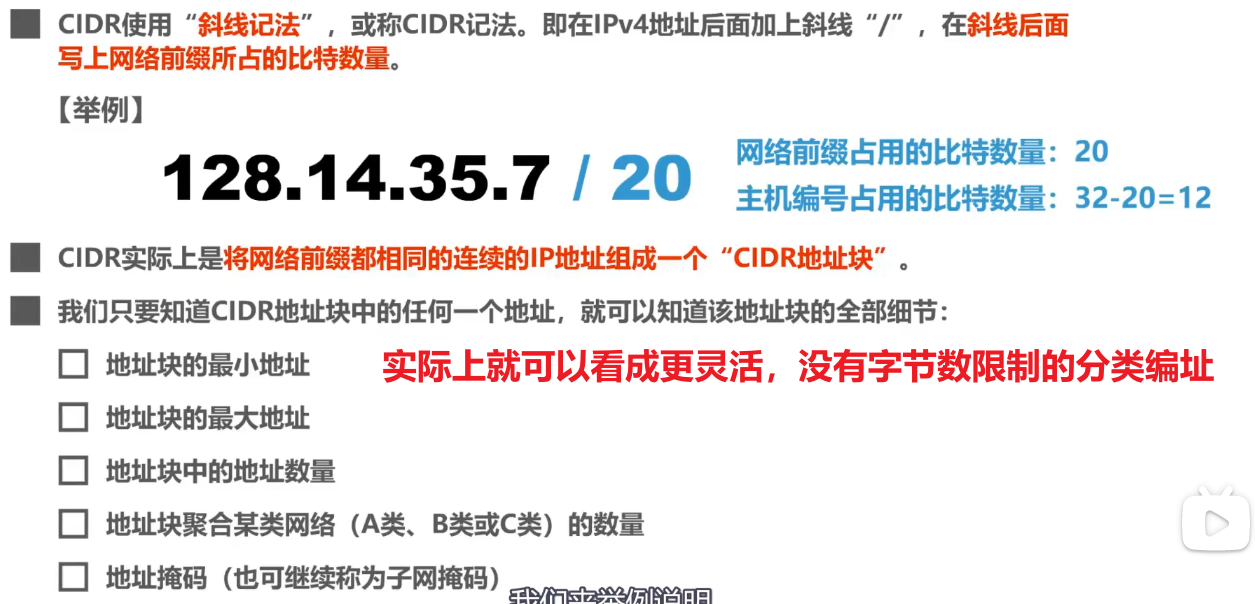 CIDR使用“斜线记法”，或称CIDR记法。即在IPv4地址后面加上斜线“/”，在斜线后面
写上网络前缀所占的比特数量。
【举例】
128.14.35.7 / 20
网络前缀占用的比特数量：20
主机编号占用的比特数量：32-20=12
CIDR实际上是将网络前缀都相同的连续的IP地址组成一个“CIDR地址块”。
我们只要知道CIDR地址块中的任何一个地址，就可以知道该地址块的全部细节：
地址块的最小地址
实际上就可以看成更灵活，没有字节数限制的分类编址
地址块的最大地址
地址块中的地址数量
地址块聚合某类网络（A类、B类或C类）的数量
地址掩码（也可继续称为子网掩码）
我们来举例说明